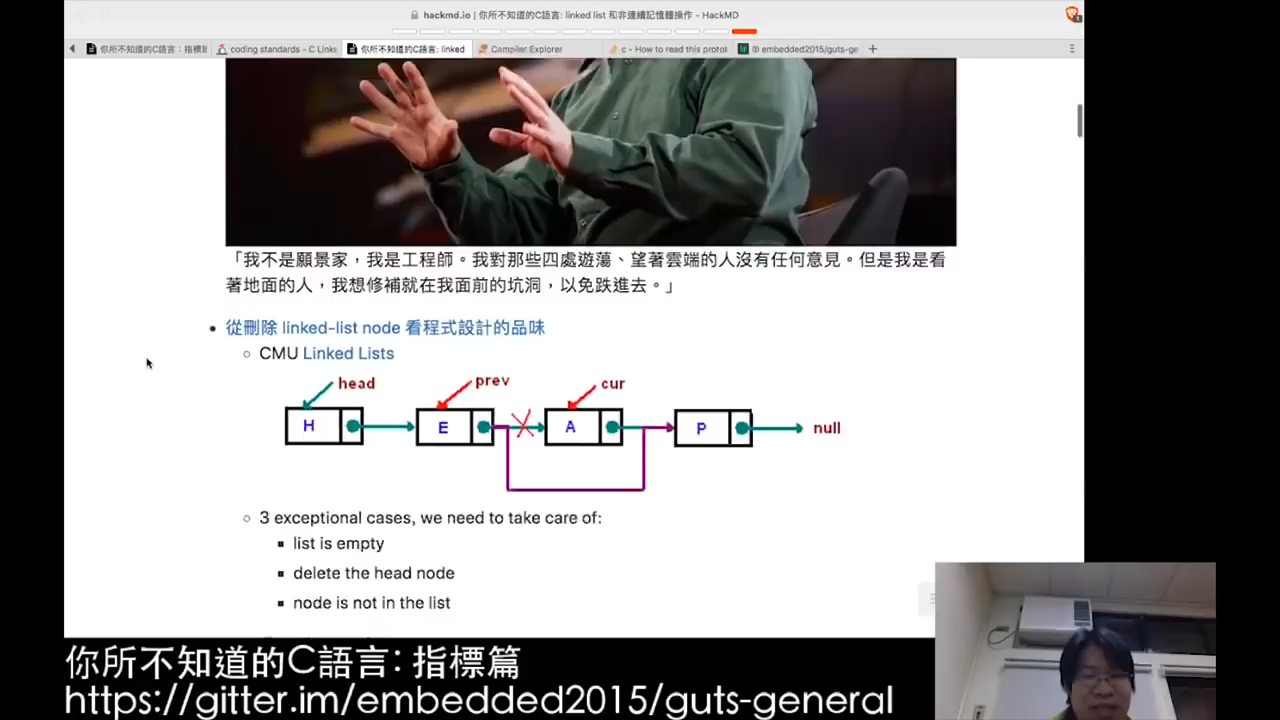 hackmd.io | 你所不知道的C語言: linked list 和非連續記憶體操作 - HackMD
你所不知道的C語言：指標
coding standards - C Linke
你所不知道的C語言: linked
Compiler Explorer
c - How to read this protot
embedded2015/guts-ge
「我不是願景家，我是工程師。我對那些四處遊蕩、望著雲端的人沒有任何意見。但是我是看
著地面的人，我想修補就在我面前的坑洞，以免跌進去。」
從刪除 linked-list node 看程式設計的品味
CMU Linked Lists
head prev cur
H E A P null
3 exceptional cases, we need to take care of:
list is empty
delete the head node
node is not in the list
你所不知道的C語言: 指標篇
https://gitter.im/embedded2015/guts-general